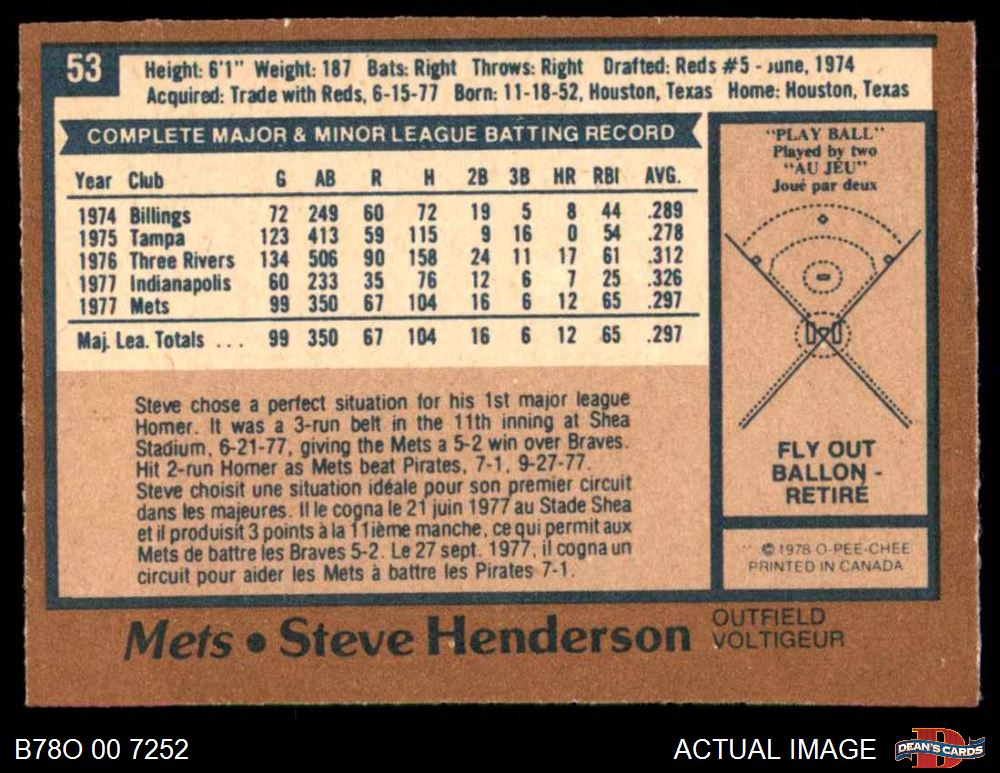 53
Height: 6'1" Weight: 187 Bats: Right Throws: Right Drafted: Reds #5 - June, 1974
Acquired: Trade with Reds, 6-15-77 Born: 11-18-52, Houston, Texas Home: Houston, Texas
COMPLETE MAJOR & MINOR LEAGUE BATTING RECORD
Year Club G AB R H 2B 3B HR RBI AVG.
1974 Billings 72 249 60 72 19 5 8 44 .289
1975 Tampa 123 413 59 115 9 16 0 54 .278
1976 Three Rivers 134 506 90 158 24 11 17 61 .312
1977 Indianapolis 60 233 35 76 12 6 7 25 .326
1977 Mets 99 350 67 104 16 6 12 65 .297
Maj. Lea. Totals ... 99 350 67 104 16 6 12 65 .297
Steve chose a perfect situation for his 1st major league
Homer. It was a 3-run belt in the 11th inning at Shea
Stadium, 6-21-77, giving the Mets a 5-2 win over Braves.
Hit 2-run Homer as Mets beat Pirates, 7-1, 9-27-77.
Steve choisit une situation idéale pour son premier circuit
dans les majeures. Il le cogna le 21 juin 1977 au Stade Shea
et il produisit 3 points à la 11ième manche, ce qui permit aux
Mets de battre les Braves 5-2. Le 27 sept. 1977, il cogna un
circuit pour aider les Mets à battre les Pirates 7-1.
"PLAY BALL"
Played by two
"AU JEU"
Joué par deux
FLY OUT
BALLON -
RETIRÉ
© 1978 O-PEE-CHEE
PRINTED IN CANADA
Mets • Steve Henderson
OUTFIELD
VOLTIGEUR
B78O 00 7252
ACTUAL IMAGE
D
DEAN'S CARDS